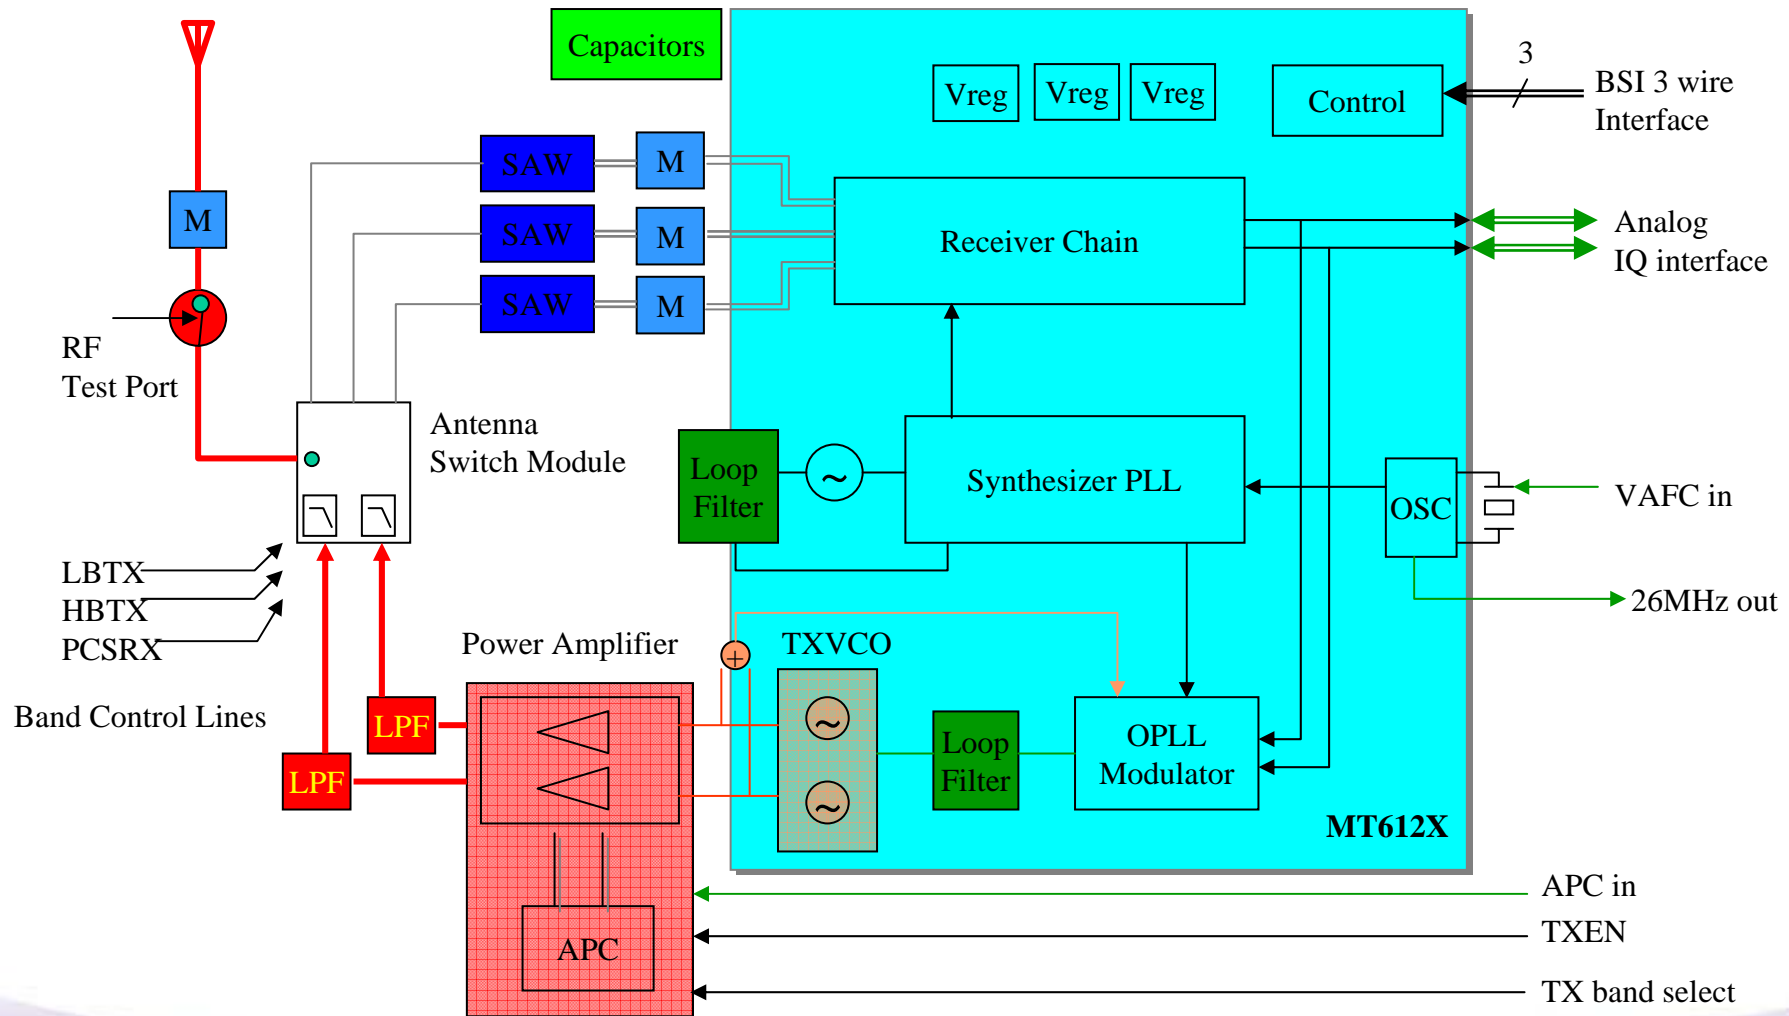 Capacitors
3
BSI 3 wire
Interface
Vreg
Vreg
Vreg
Control
SAW
M
M
SAW
M
Receiver Chain
Analog
IQ interface
SAW
M
RF
Test Port
Antenna
Switch Module
Loop
Filter
~
Synthesizer PLL
OSC
VAFC in
LBTX
HBTX
PCSRX
26MHz out
Power Amplifier
+
TXVCO
Band Control Lines
LPF
LPF
~
~
Loop
Filter
OPLL
Modulator
MT612X
APC in
APC
TXEN
TX band select